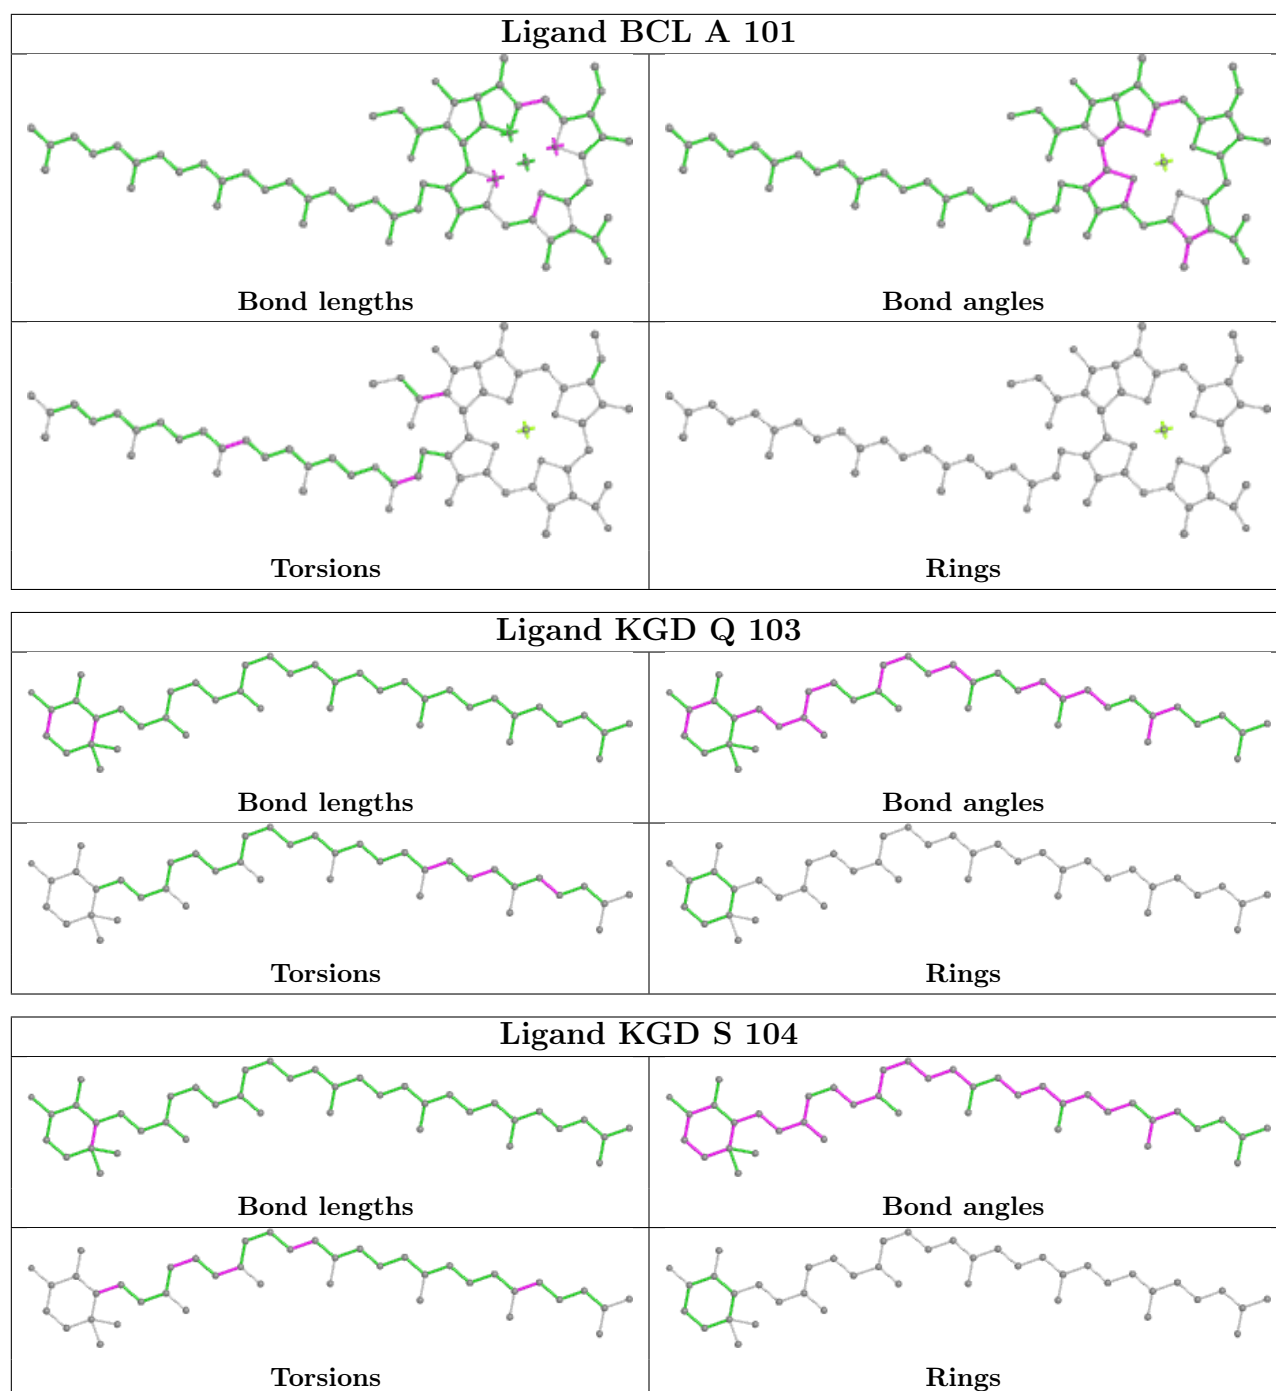 Ligand BCL A 101
Bond lengths
Bond angles
Torsions
Rings
Ligand KGD Q 103
Bond lengths
Bond angles
Torsions
Rings
Ligand KGD S 104
Bond lengths
Bond angles
Torsions
Rings